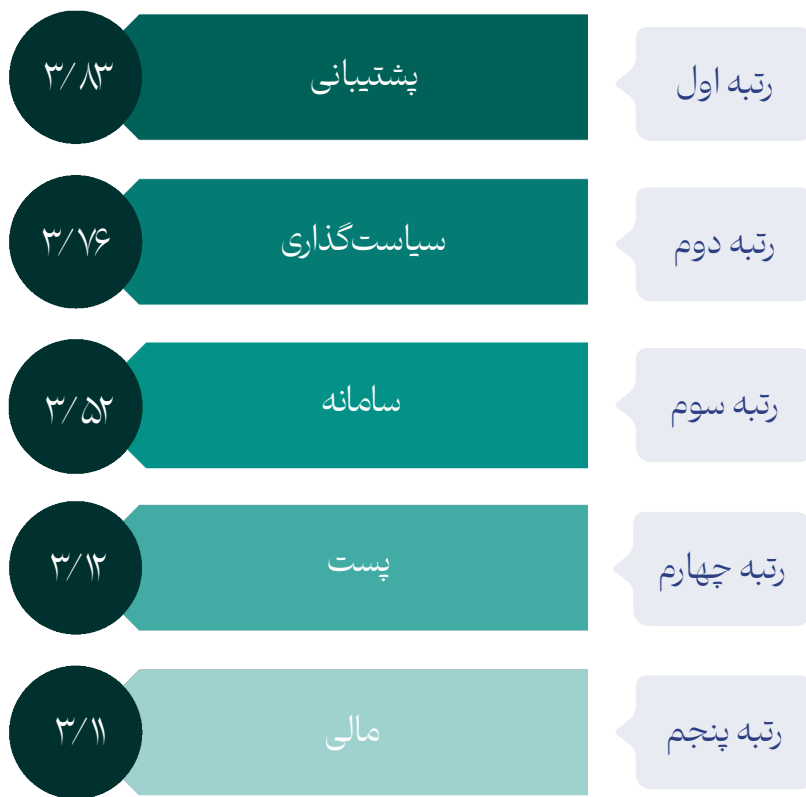 رتبه اول
پشتیبانی
۳/۸۳
رتبه دوم
سیاست‌گذاری
۳/۷۶
رتبه سوم
سامانه
۳/۵۲
رتبه چهارم
پست
۳/۱۲
رتبه پنجم
مالی
۳/۱۱